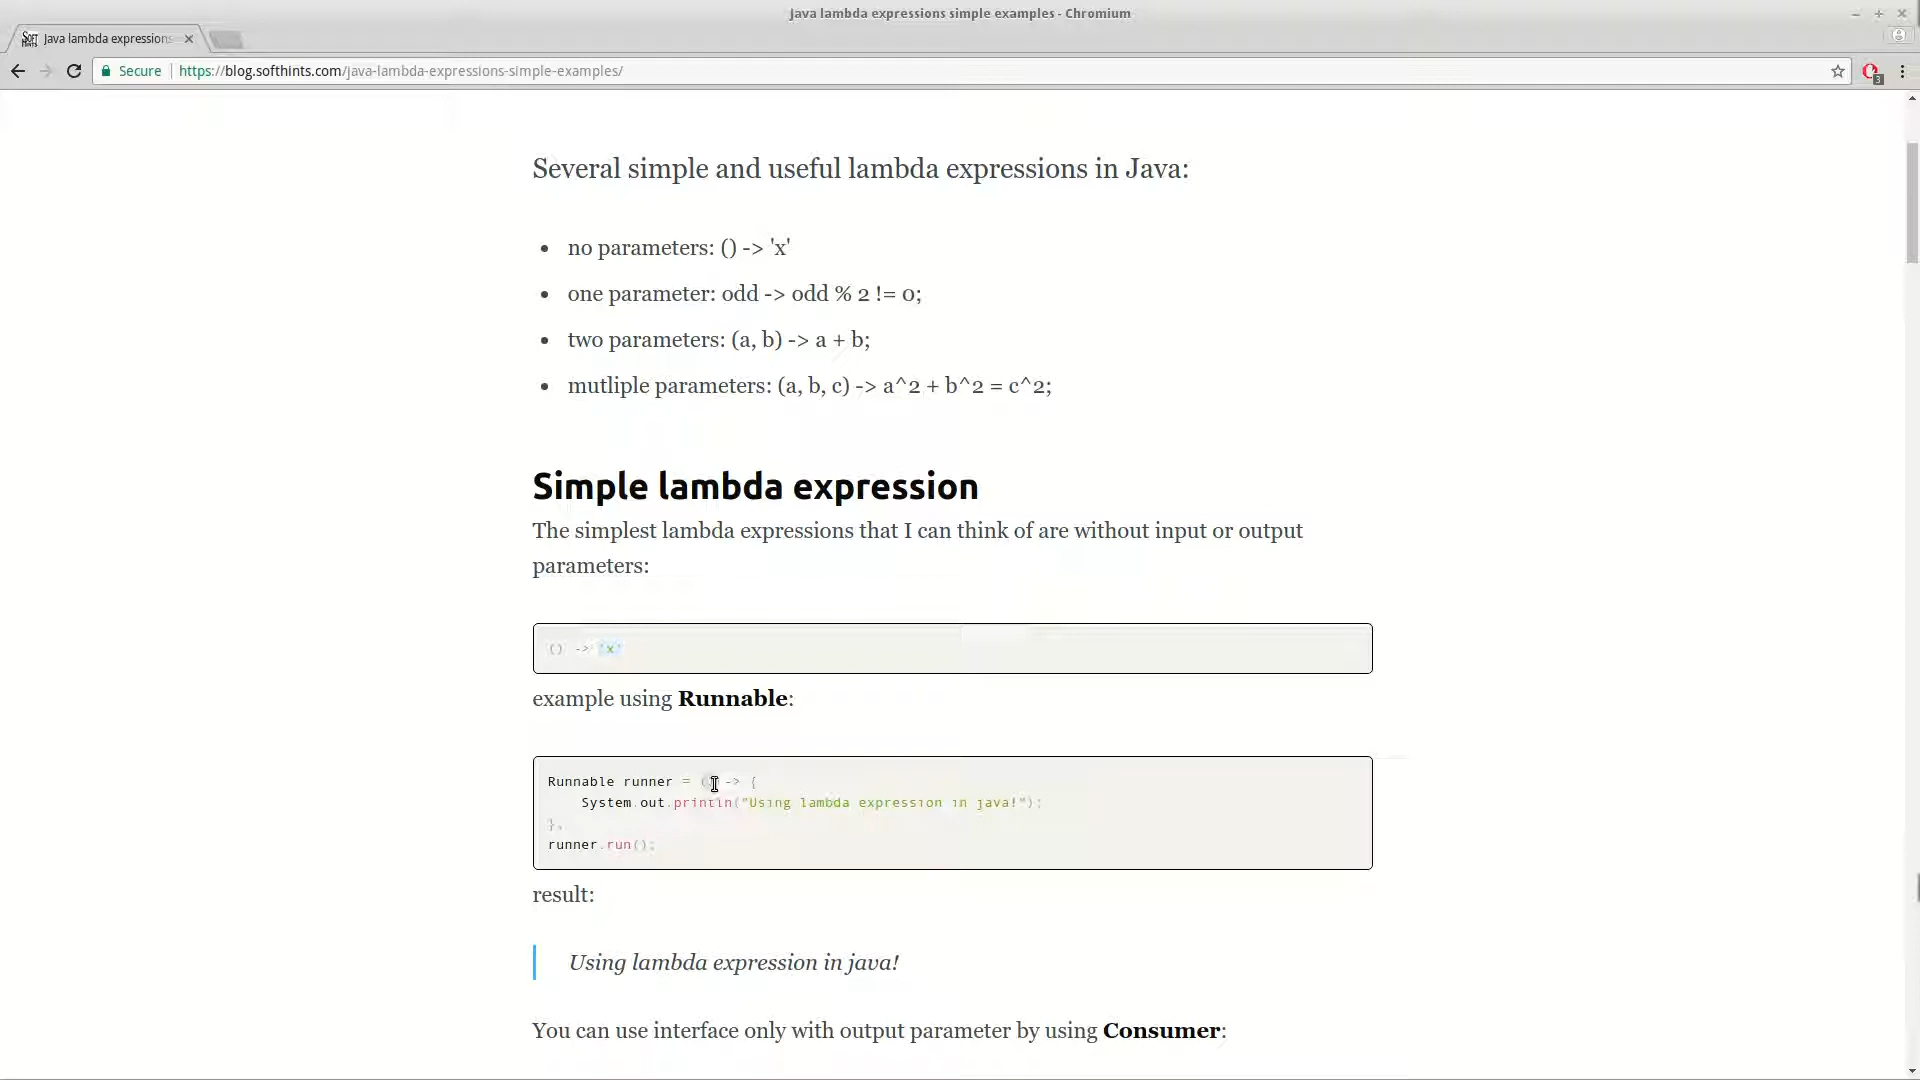 Java lambda expressions simple examples - Chromium
Java lambda expressions
Secure | https://blog.softhints.com/java-lambda-expressions-simple-examples/
3
Several simple and useful lambda expressions in Java:
no parameters: () -> 'x'
one parameter: odd -> odd % 2 != 0;
two parameters: (a, b) -> a + b;
mutliple parameters: (a, b, c) -> a^2 + b^2 = c^2;
Simple lambda expression
The simplest lambda expressions that I can think of are without input or output
parameters:
() -> 'x'
example using Runnable:
Runnable runner = () -> {
System.out.println("Using lambda expression in java!");
};
runner.run();
result:
Using lambda expression in java!
You can use interface only with output parameter by using Consumer: